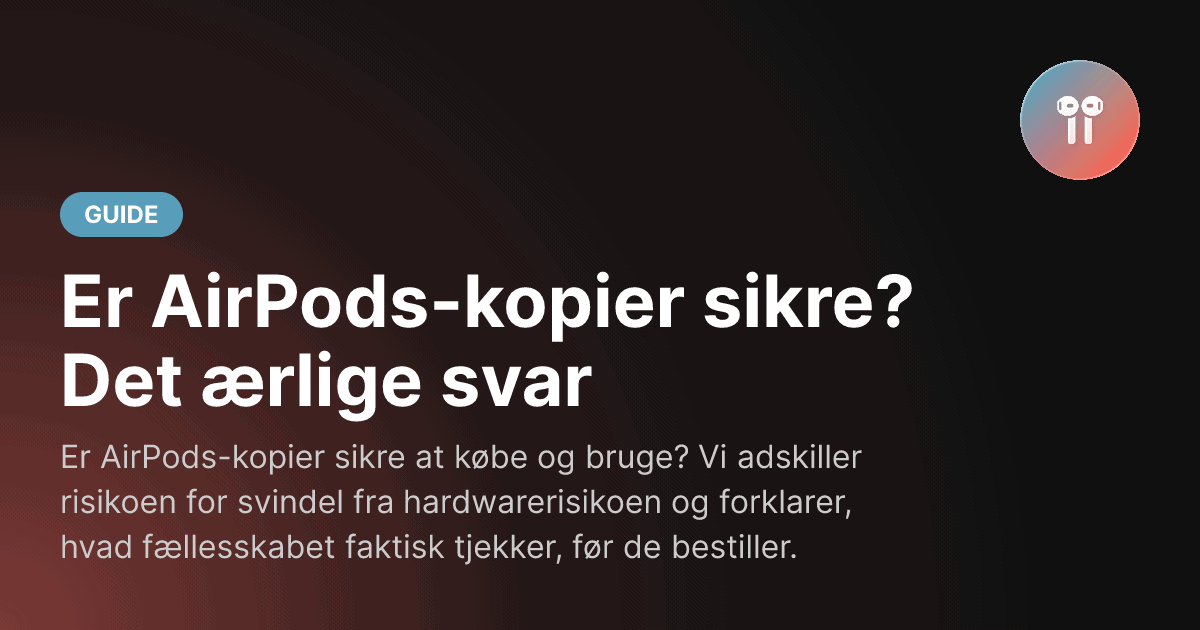 GUIDE
Er AirPods-kopier sikre?
Det ærlige svar
Er AirPods-kopier sikre at købe og bruge? Vi adskiller
risikoen for svindel fra hardwarerisikoen og forklarer,
hvad fællesskabet faktisk tjekker, før de bestiller.